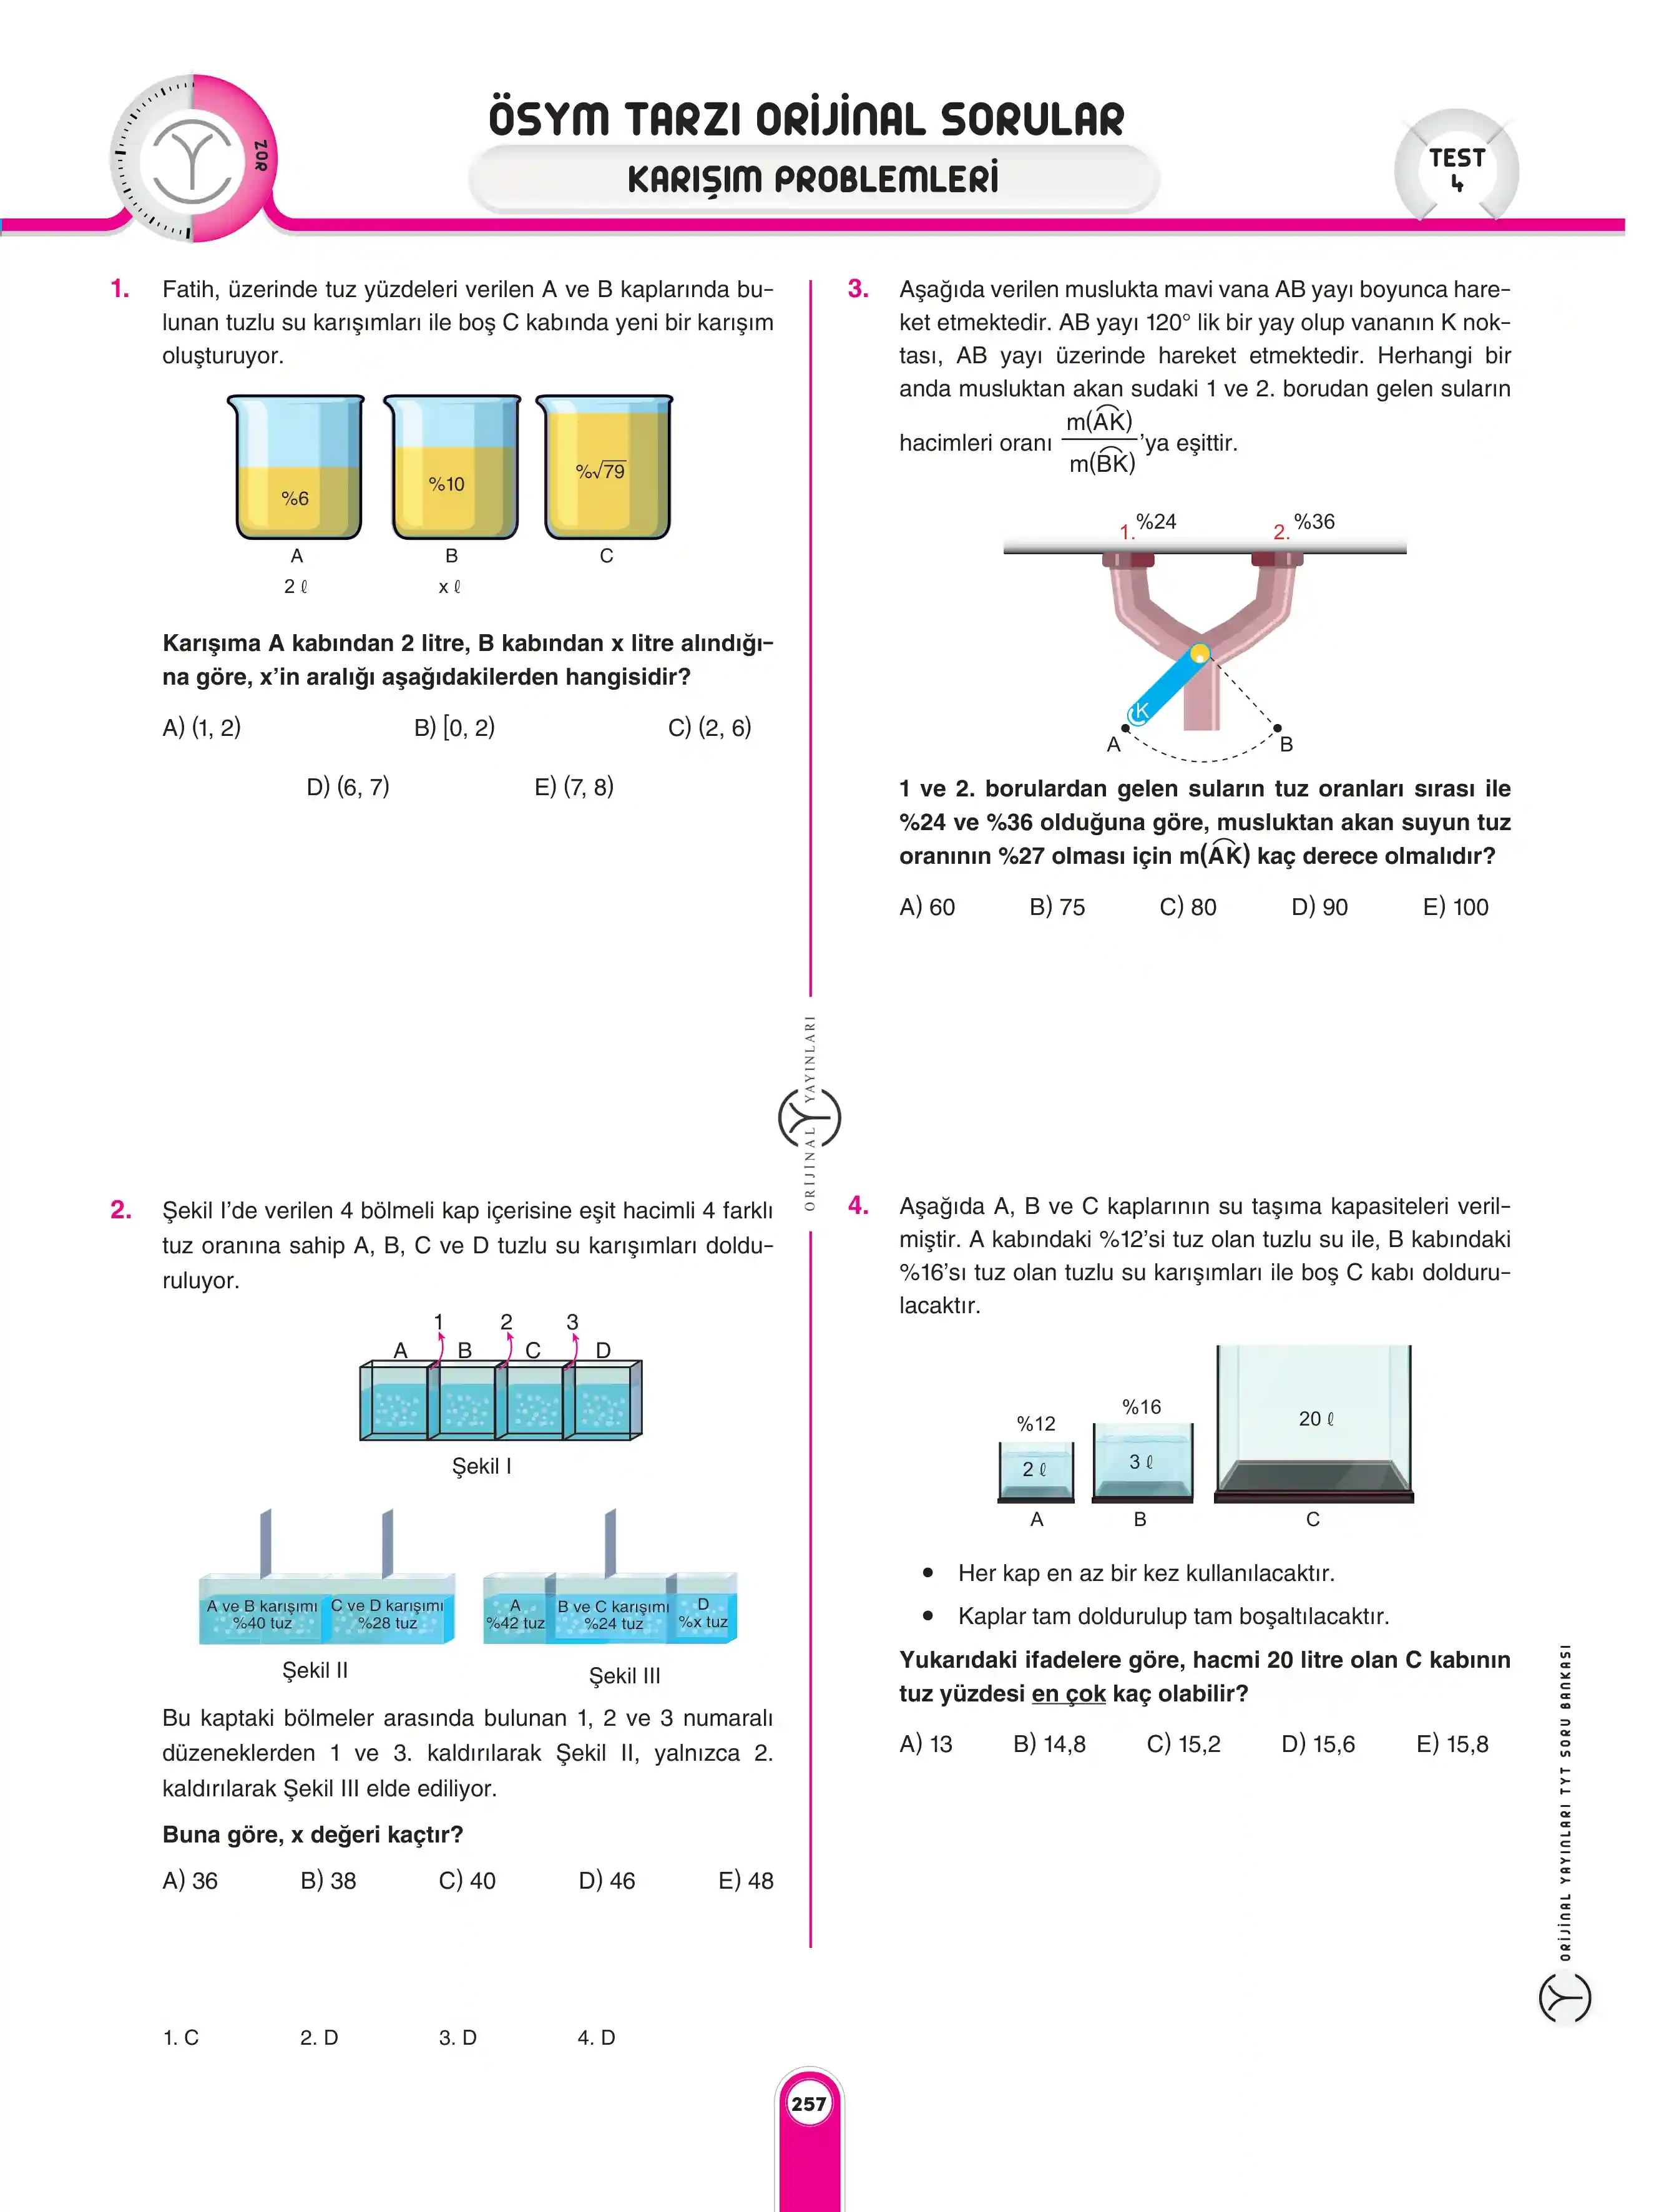 ZOR
ÖSYM TARZI ORİJİNAL SORULAR
KARIŞIM PROBLEMLERİ
TEST
4
1. Fatih, üzerinde tuz yüzdeleri verilen A ve B kaplarında bu-
lunan tuzlu su karışımları ile boş C kabında yeni bir karışım
oluşturuyor.
%6
%10
%√79
A
B
C
2 ℓ
x ℓ
Karışıma A kabından 2 litre, B kabından x litre alındığı-
na göre, x'in aralığı aşağıdakilerden hangisidir?
A) (1, 2) B) [0, 2) C) (2, 6)
D) (6, 7) E) (7, 8)
2. Şekil I'de verilen 4 bölmeli kap içerisine eşit hacimli 4 farklı
tuz oranına sahip A, B, C ve D tuzlu su karışımları doldu-
ruluyor.
1 2 3
A B C D
Şekil I
A ve B karışımı
%40 tuz
C ve D karışımı
%28 tuz
Şekil II
A
%42 tuz
B ve C karışımı
%24 tuz
D
%x tuz
Şekil III
Bu kaptaki bölmeler arasında bulunan 1, 2 ve 3 numaralı
düzeneklerden 1 ve 3. kaldırılarak Şekil II, yalnızca 2.
kaldırılarak Şekil III elde ediliyor.
Buna göre, x değeri kaçtır?
A) 36 B) 38 C) 40 D) 46 E) 48
3. Aşağıda verilen muslukta mavi vana AB yayı boyunca hare-
ket etmektedir. AB yayı 120° lik bir yay olup vananın K nok-
tası, AB yayı üzerinde hareket etmektedir. Herhangi bir
anda musluktan akan sudaki 1 ve 2. borudan gelen suların
hacimleri oranı m(AK) / m(BK) 'ya eşittir.
1. %24
2. %36
K
A
B
1 ve 2. borulardan gelen suların tuz oranları sırası ile
%24 ve %36 olduğuna göre, musluktan akan suyun tuz
oranının %27 olması için m(AK) kaç derece olmalıdır?
A) 60 B) 75 C) 80 D) 90 E) 100
4. Aşağıda A, B ve C kaplarının su taşıma kapasiteleri veril-
miştir. A kabındaki %12'si tuz olan tuzlu su ile, B kabındaki
%16'sı tuz olan tuzlu su karışımları ile boş C kabı dolduru-
lacaktır.
%12
%16
2 ℓ
3 ℓ
20 ℓ
A
B
C
• Her kap en az bir kez kullanılacaktır.
• Kaplar tam doldurulup tam boşaltılacaktır.
Yukarıdaki ifadelere göre, hacmi 20 litre olan C kabının
tuz yüzdesi en çok kaç olabilir?
A) 13 B) 14,8 C) 15,2 D) 15,6 E) 15,8
ORİJİNAL YAYINLARI
ORİJİNAL YAYINLARI TYT SORU BANKASI
1. C 2. D 3. D 4. D
257